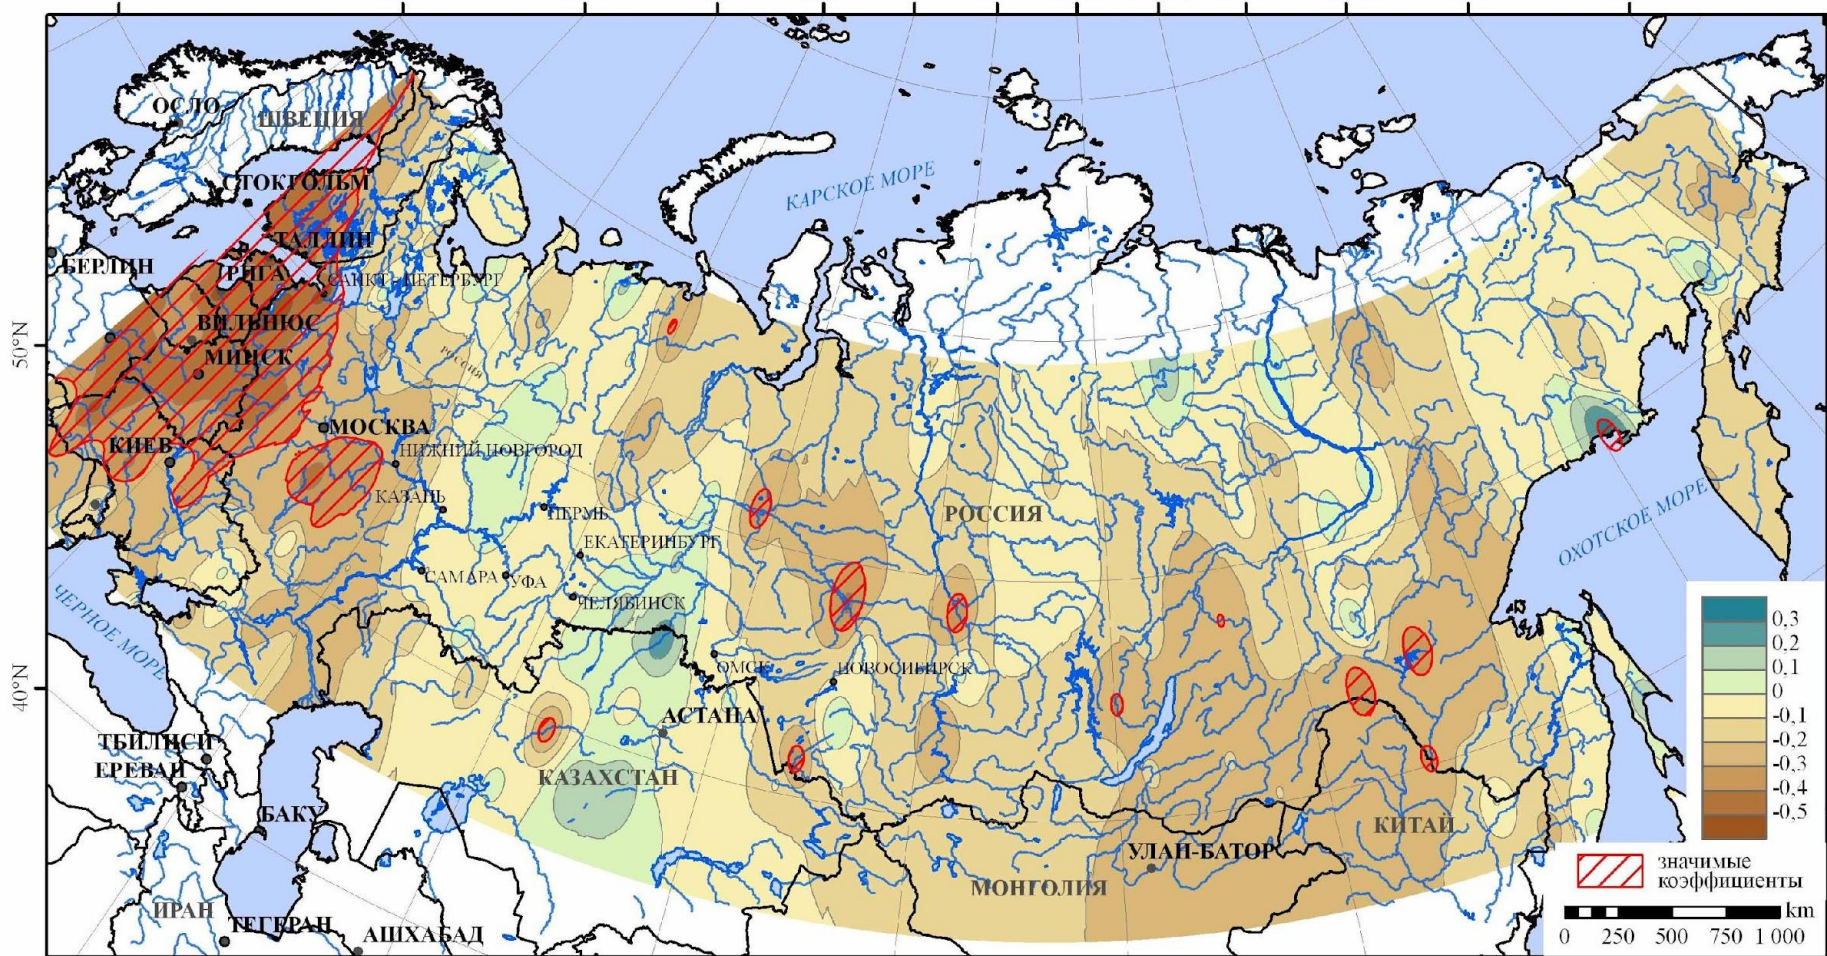 ОСЛО
ШВЕЦИЯ
КАРСКОЕ МОРЕ
СТОКГОЛЬМ
ТАЛЛИН
БЕРЛИН
РИГА
САНКТ - ПЕТЕРБУРГ
ВИЛЬНЮС
50°N
МИНСК
РОССИЯ
МОСКВА
КИЕВ
НИЖНИЙ НОВГОРОД
КАЗАНЬ
ПЕРМЬ
РОССИЯ
ОХОТСКОЕ МОРЕ
ЕКАТЕРИНБУРГ
САМАРА
УФА
ЧЕЛЯБИНСК
ЧЕРНОЕ МОРЕ
0,3
0,2
0,1
0
-0,1
-0,2
-0,3
-0,4
-0,5
ОМСК
НОВОСИБИРСК
40°N
АСТАНА
ТБИЛИСИ
ЕРЕВАН
КАЗАХСТАН
БАКУ
КИТАЙ
УЛАН-БАТОР
МОНГОЛИЯ
ИРАН
ТЕГЕРАН
АШХАБАД
значимые
коэффициенты
km
0 250 500 750 1 000